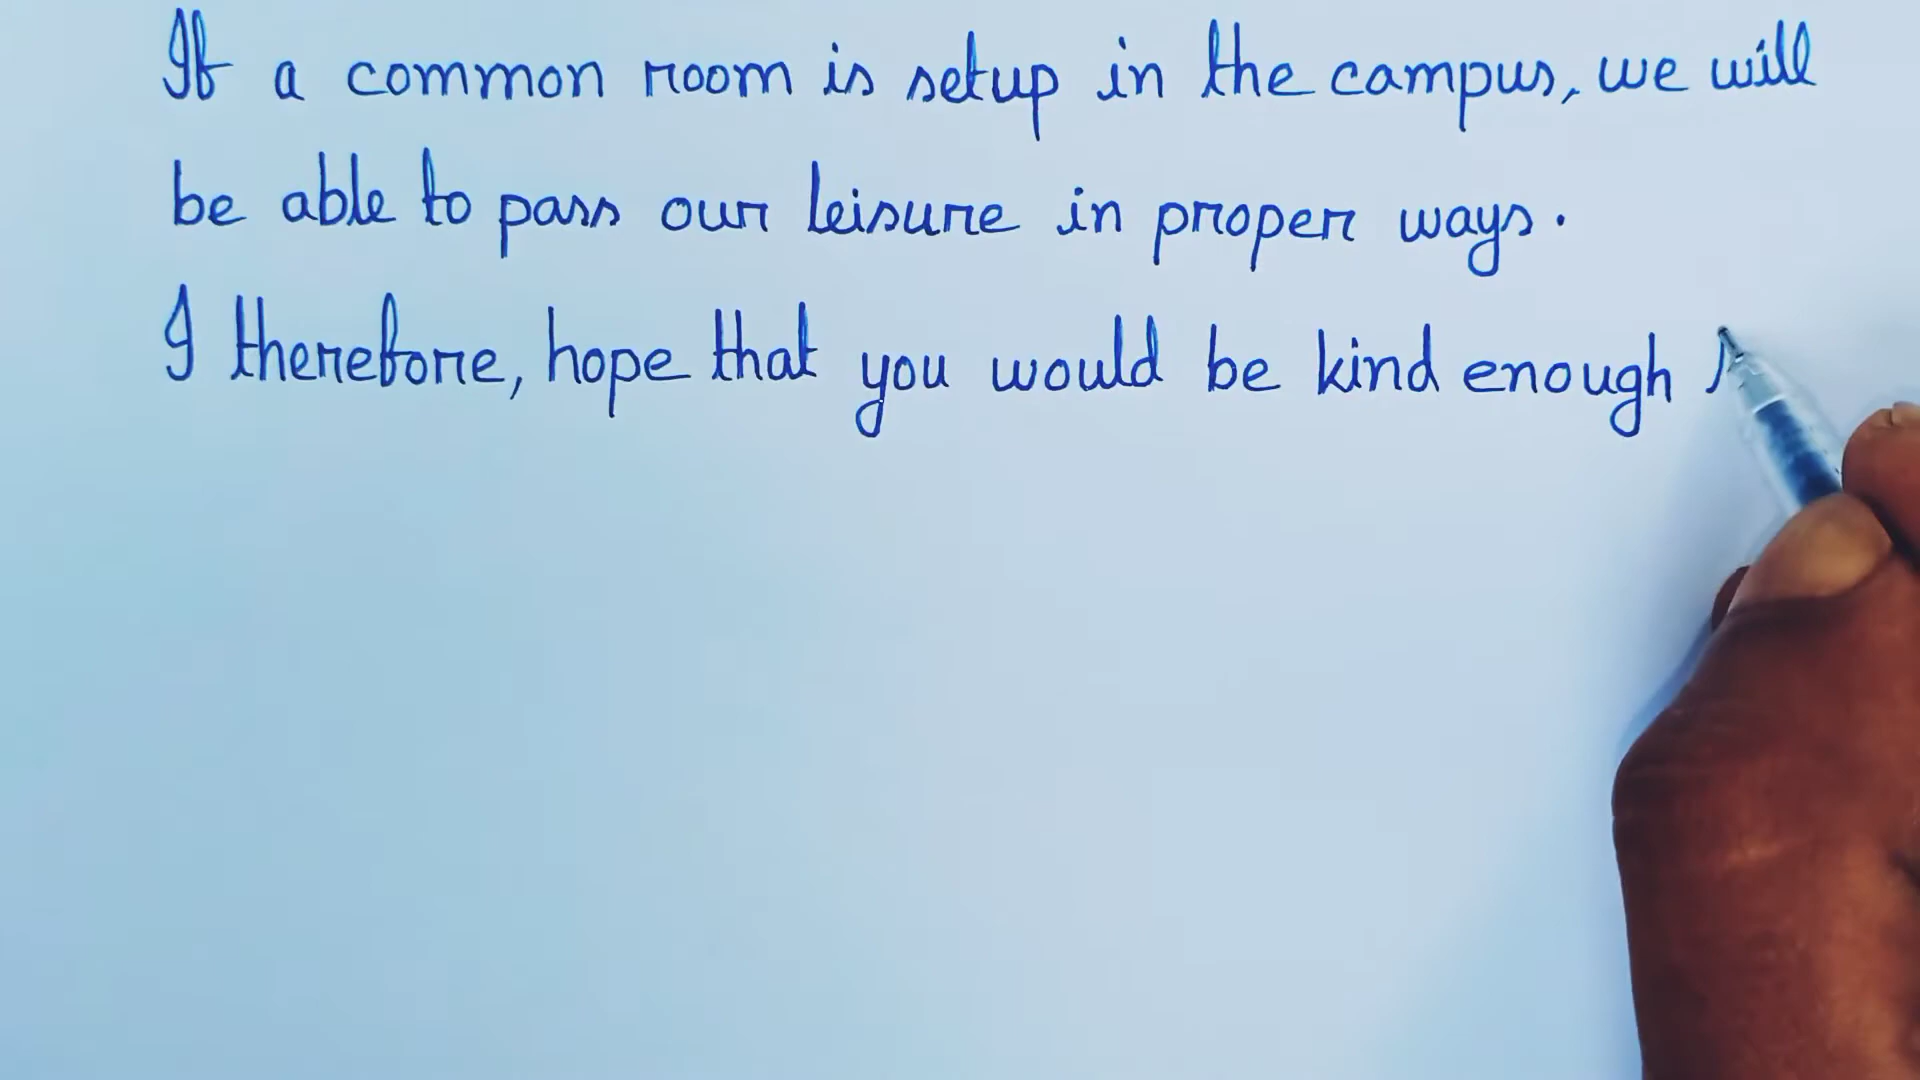 If a common room is setup in the campus, we will
be able to pass our leisure in proper ways.
I therefore, hope that you would be kind enough